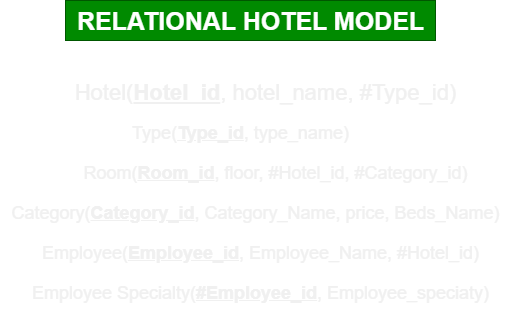 RELATIONAL HOTEL MODEL
Hotel(Hotel_id, hotel_name, #Type_id)
Type(Type_id, type_name)
Room(Room_id, floor, #Hotel_id, #Category_id)
Category(Category_id, Category_Name, price, Beds_Name)
Employee(Employee_id, Employee_Name, #Hotel_id)
Employee Specialty(#Employee_id, Employee_speciaty)